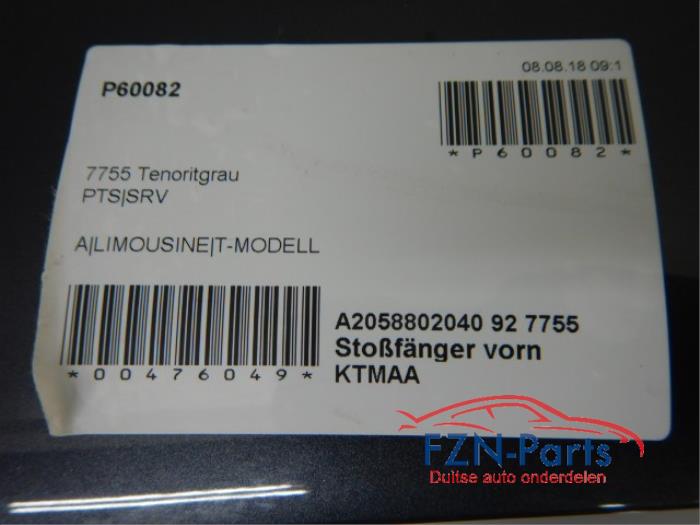 P60082
08.08.18 09:1
*P60082*
7755 Tenoritgrau
PTS|SRV
A|LIMOUSINE|T-MODELL
*00476049*
A2058802040 92 7755
Stoßfänger vorn
KTMAA
FZN-Parts
Duitse auto onderdelen